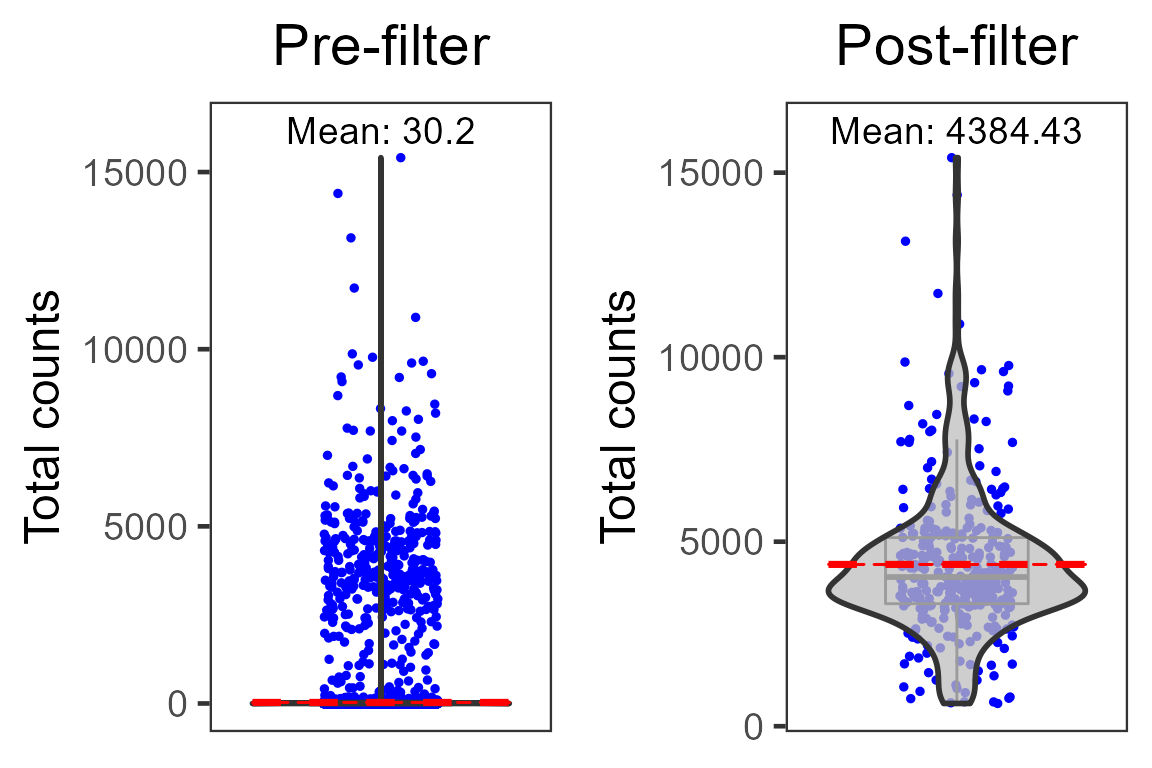 Pre-filter
Mean: 30.2
15000
10000
5000
0
Total counts
Post-filter
Mean: 4384.43
15000
10000
5000
0
Total counts